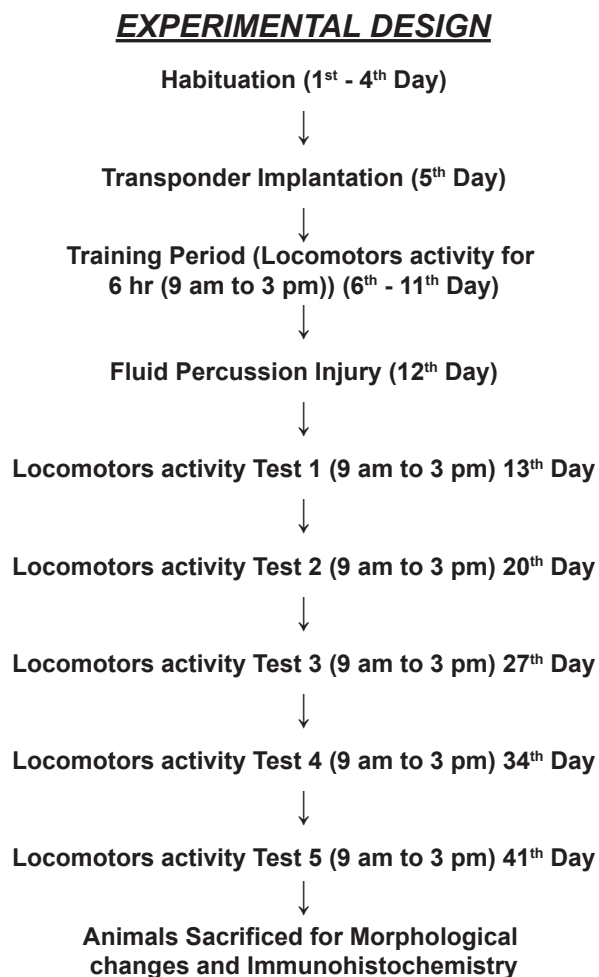 EXPERIMENTAL DESIGN
Habituation (1st - 4th Day)
↓
Transponder Implantation (5th Day)
↓
Training Period (Locomotors activity for
6 hr (9 am to 3 pm)) (6th - 11th Day)
↓
Fluid Percussion Injury (12th Day)
↓
Locomotors activity Test 1 (9 am to 3 pm) 13th Day
↓
Locomotors activity Test 2 (9 am to 3 pm) 20th Day
↓
Locomotors activity Test 3 (9 am to 3 pm) 27th Day
↓
Locomotors activity Test 4 (9 am to 3 pm) 34th Day
↓
Locomotors activity Test 5 (9 am to 3 pm) 41th Day
↓
Animals Sacrificed for Morphological
changes and Immunohistochemistry